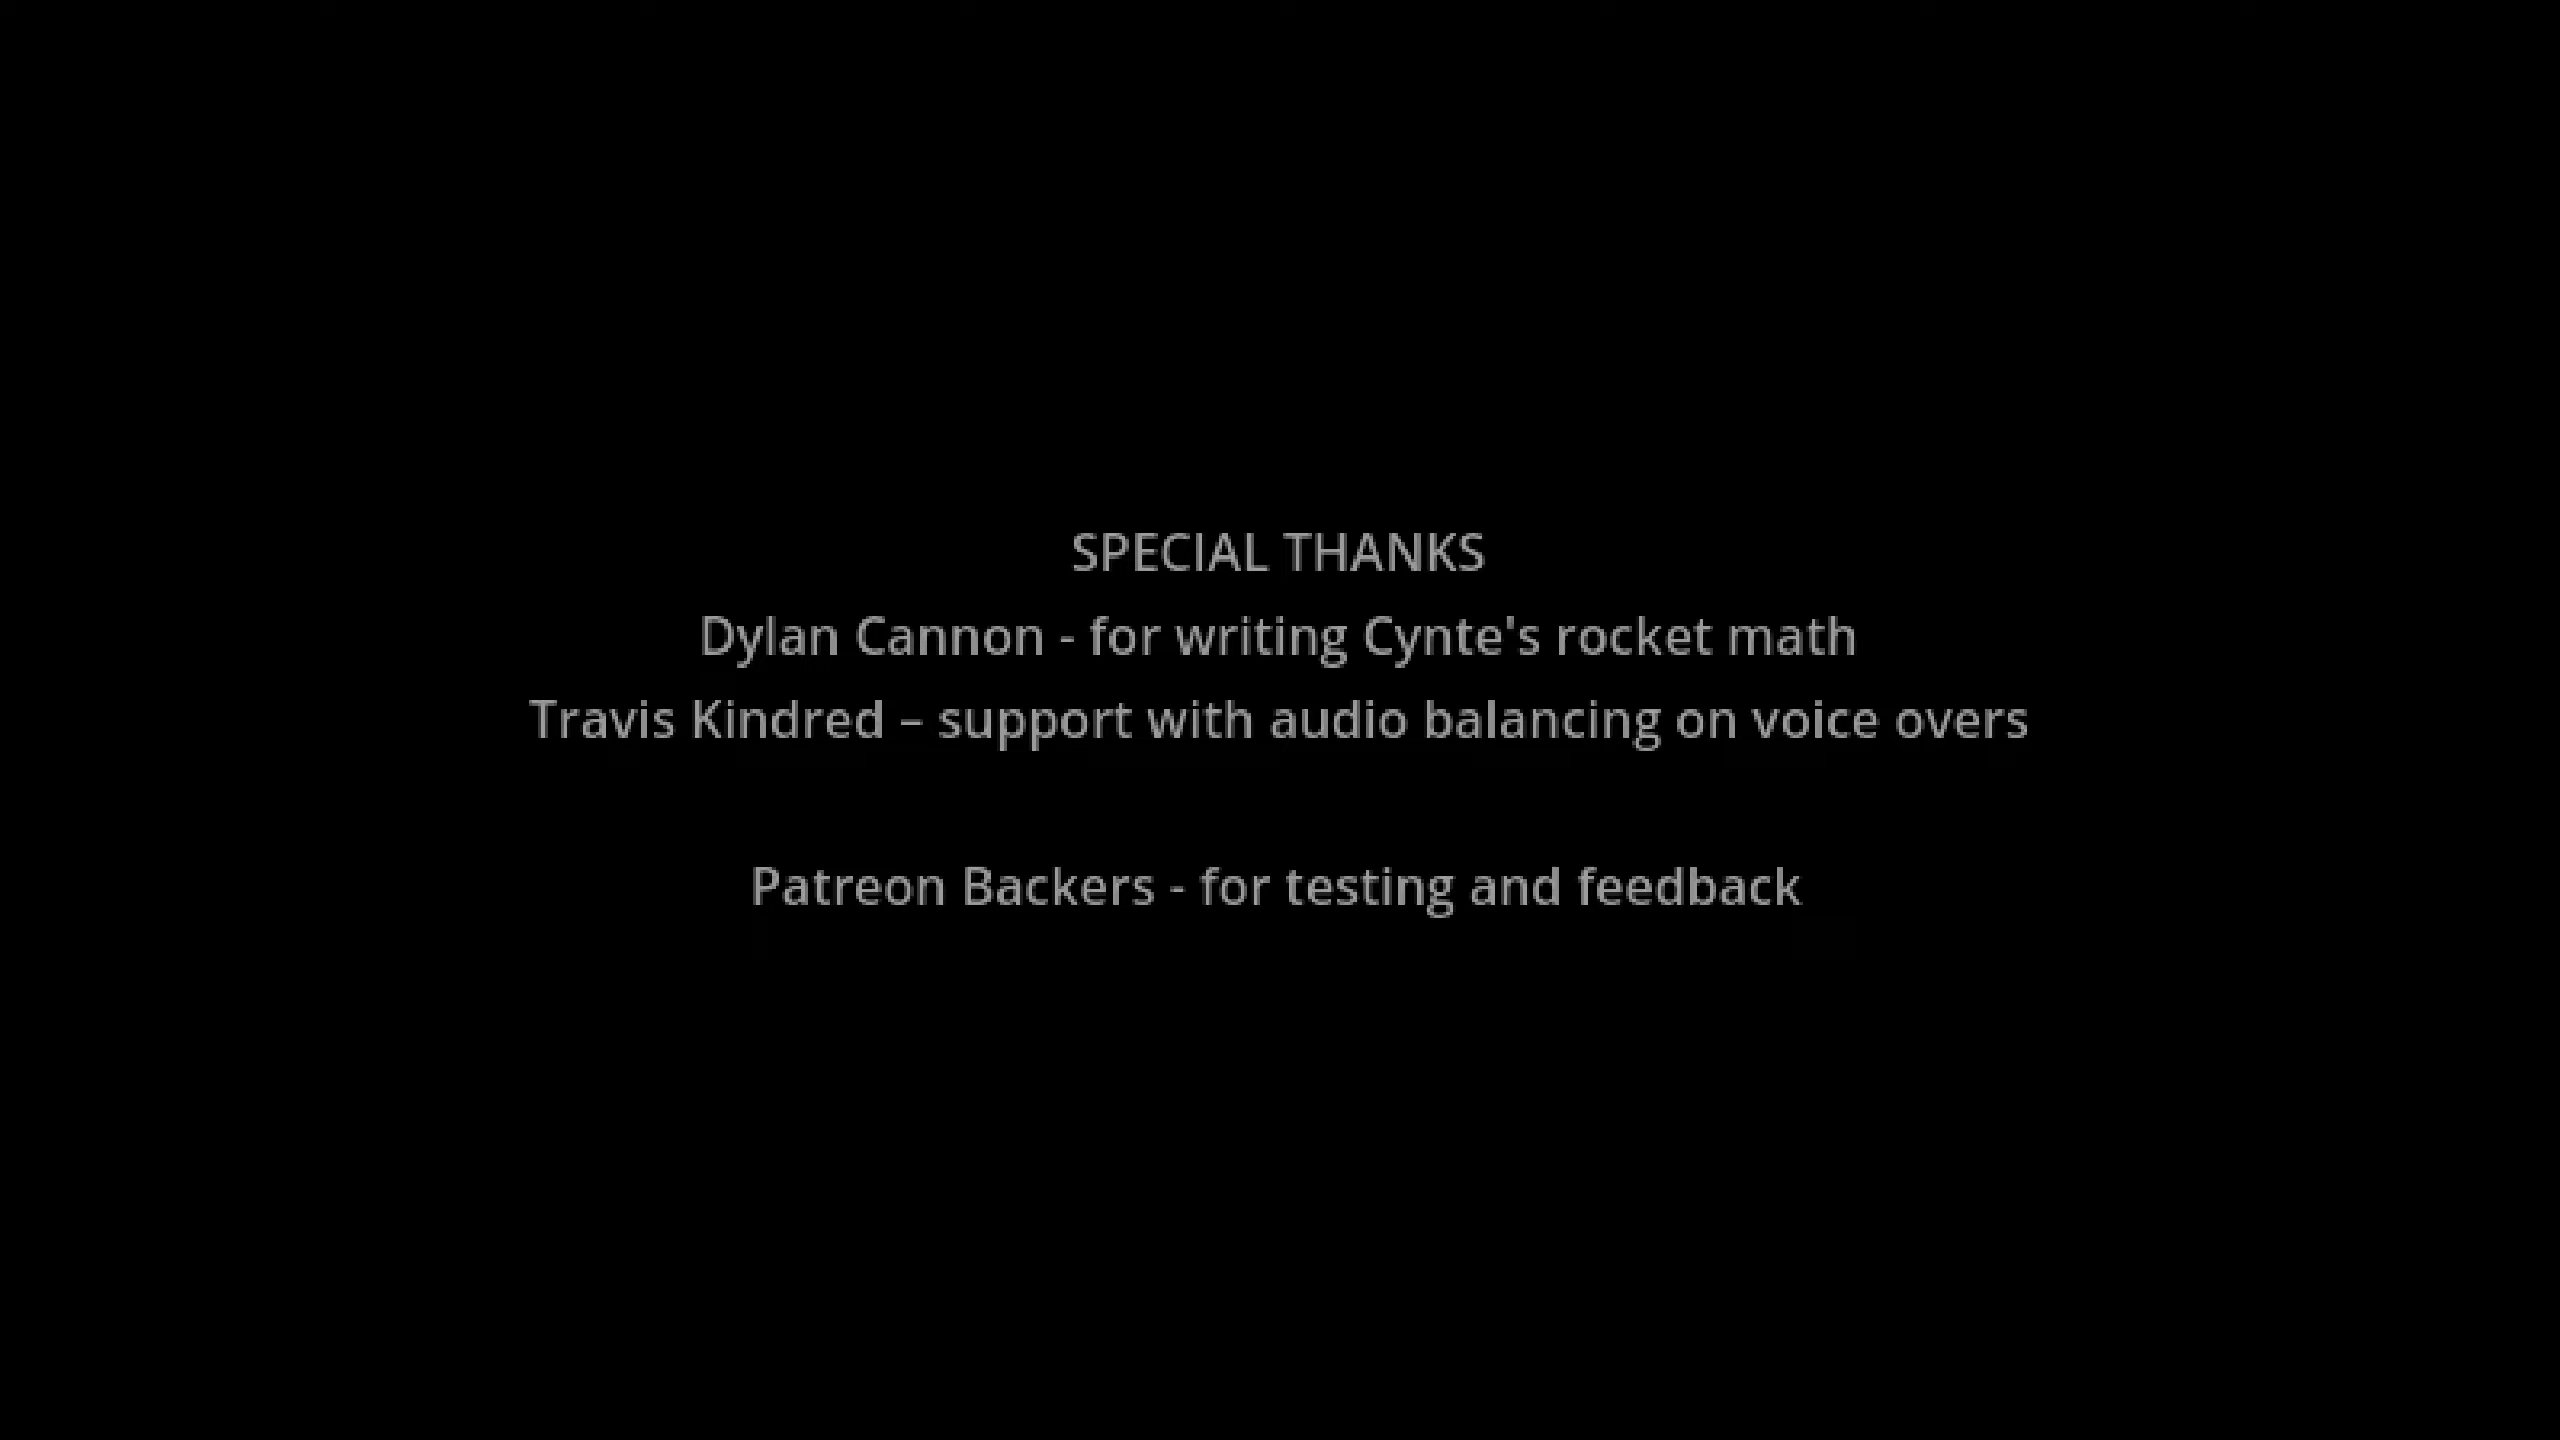 SPECIAL THANKS
Dylan Cannon - for writing Cynte's rocket math
Travis Kindred – support with audio balancing on voice overs
Patreon Backers - for testing and feedback